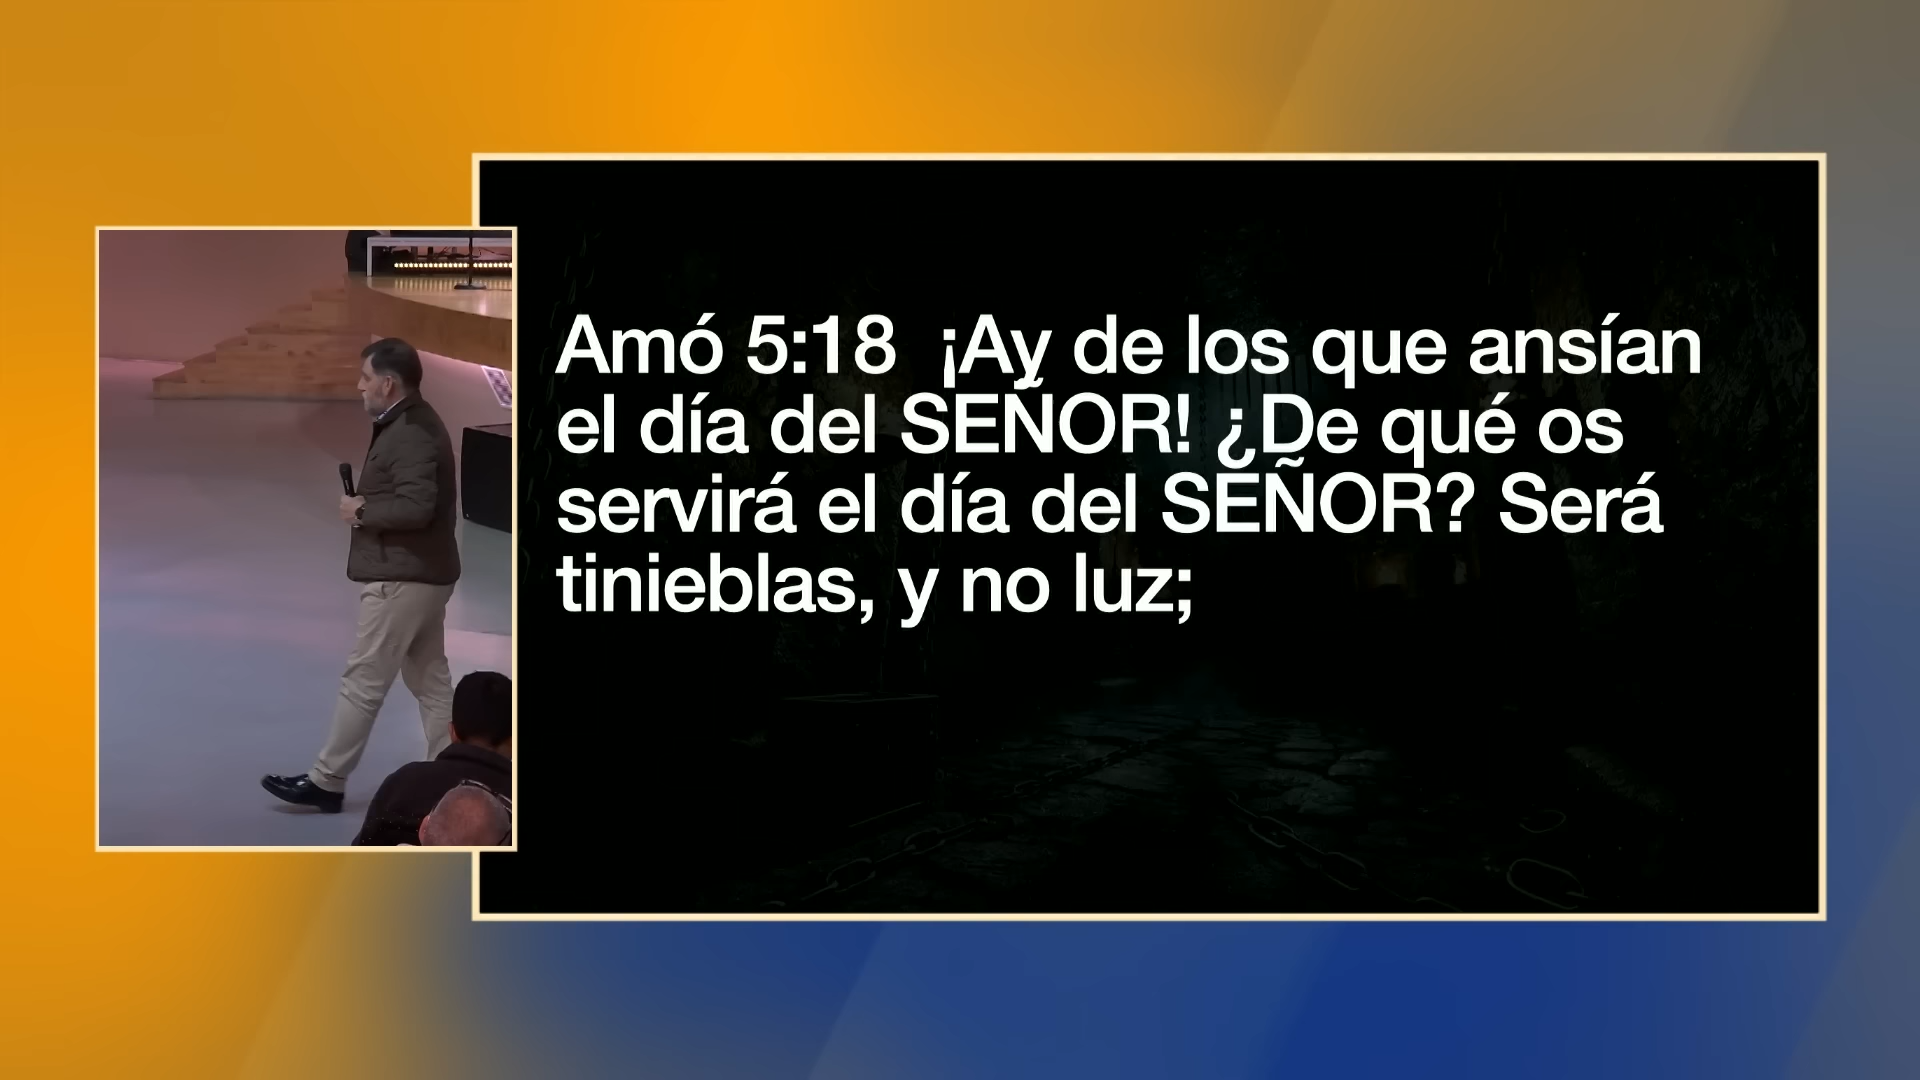 Amó 5:18  ¡Ay de los que ansían
el día del SEÑOR! ¿De qué os
servirá el día del SEÑOR? Será
tinieblas, y no luz;